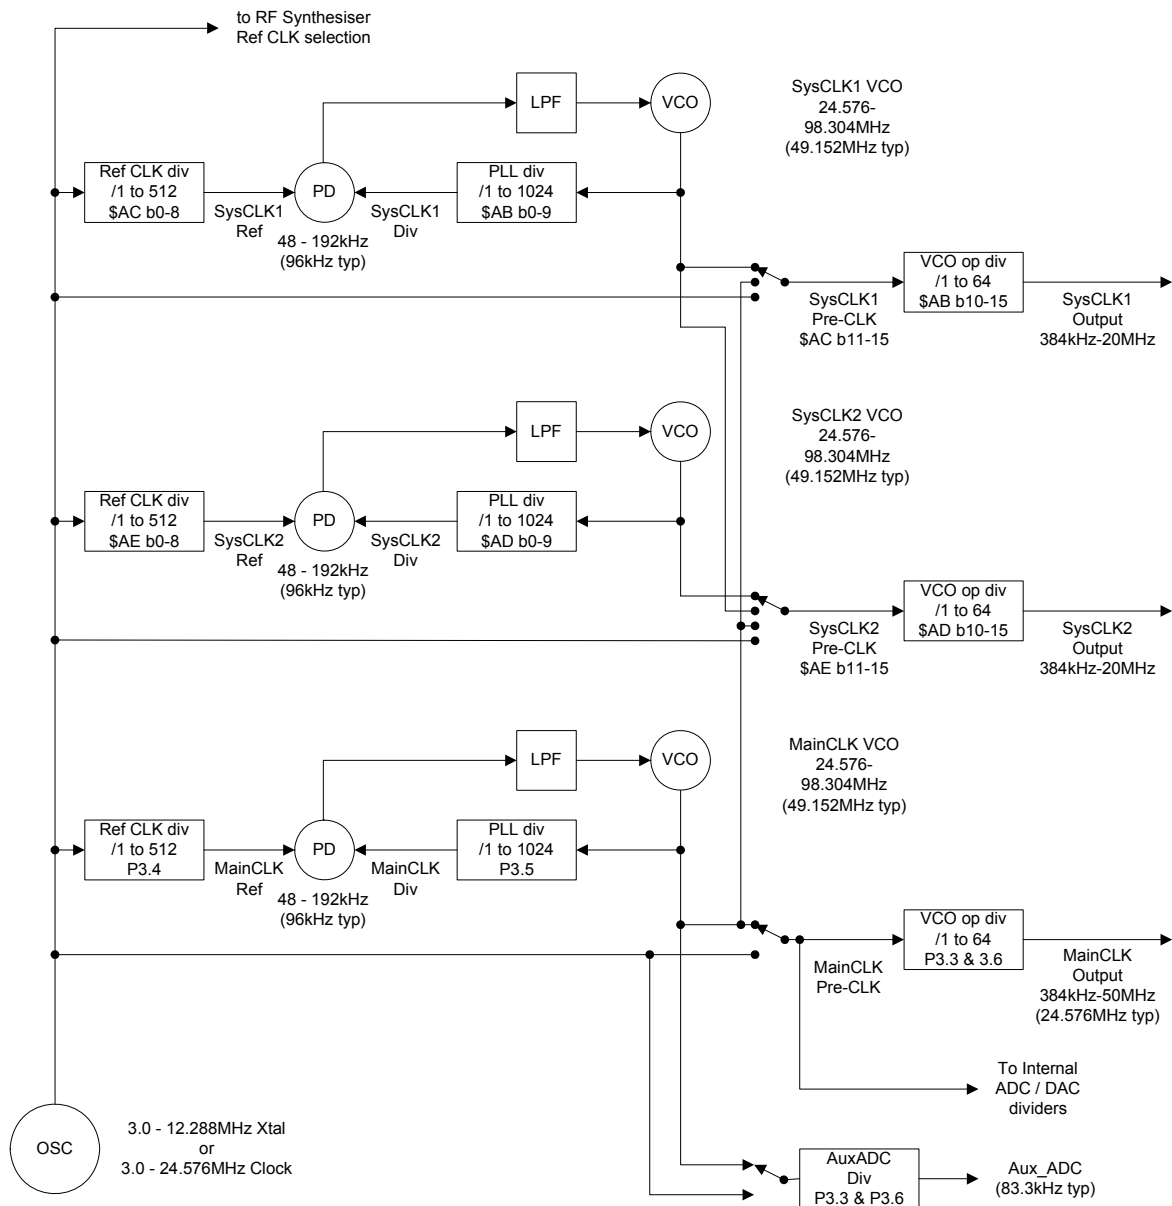 to RF Synthesiser
Ref CLK selection
LPF
VCO
SysCLK1 VCO
24.576-
98.304MHz
(49.152MHz typ)
Ref CLK div
/1 to 512
$AC b0-8
SysCLK1
Ref
PD
48 - 192kHz
(96kHz typ)
SysCLK1
Div
PLL div
/1 to 1024
$AB b0-9
SysCLK1
Pre-CLK
$AC b11-15
VCO op div
/1 to 64
$AB b10-15
SysCLK1
Output
384kHz-20MHz
LPF
VCO
SysCLK2 VCO
24.576-
98.304MHz
(49.152MHz typ)
Ref CLK div
/1 to 512
$AE b0-8
SysCLK2
Ref
PD
48 - 192kHz
(96kHz typ)
SysCLK2
Div
PLL div
/1 to 1024
$AD b0-9
SysCLK2
Pre-CLK
$AE b11-15
VCO op div
/1 to 64
$AD b10-15
SysCLK2
Output
384kHz-20MHz
LPF
VCO
MainCLK VCO
24.576-
98.304MHz
(49.152MHz typ)
Ref CLK div
/1 to 512
P3.4
MainCLK
Ref
PD
48 - 192kHz
(96kHz typ)
MainCLK
Div
PLL div
/1 to 1024
P3.5
MainCLK
Pre-CLK
VCO op div
/1 to 64
P3.3 & 3.6
MainCLK
Output
384kHz-50MHz
(24.576MHz typ)
To Internal
ADC / DAC
dividers
OSC
3.0 - 12.288MHz Xtal
or
3.0 - 24.576MHz Clock
AuxADC
Div
P3.3 & P3.6
Aux_ADC
(83.3kHz typ)